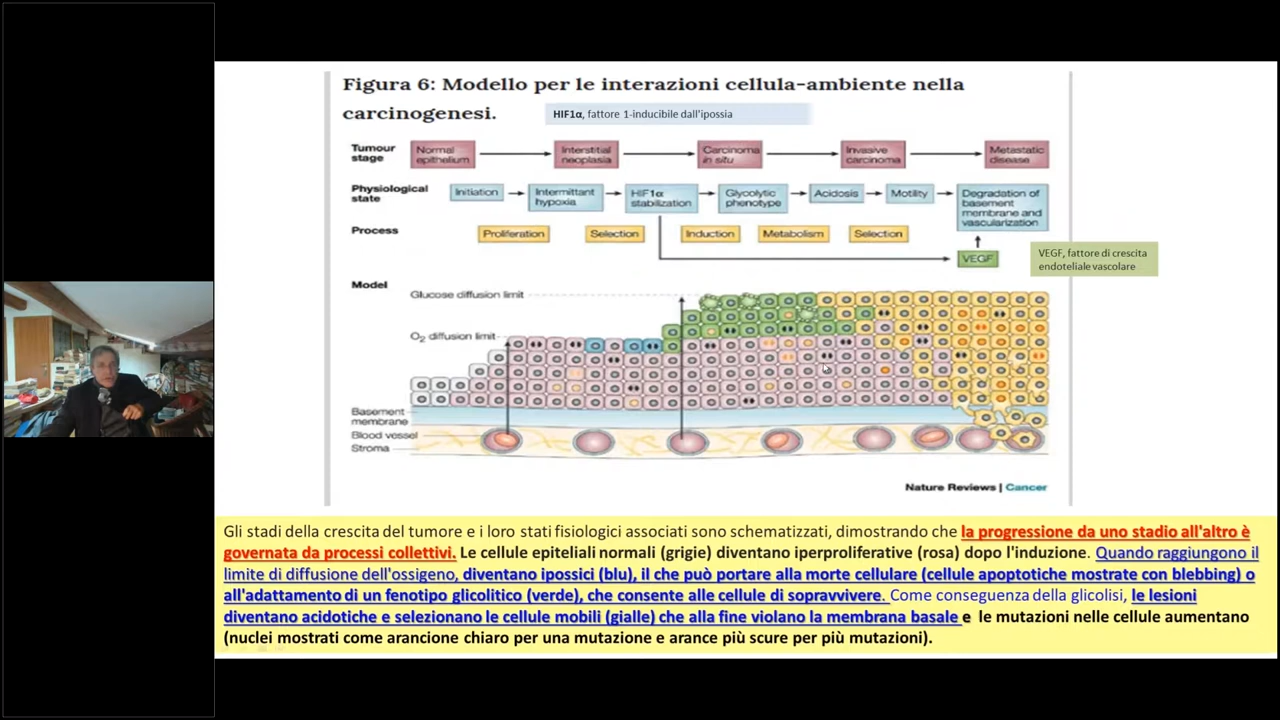 Figura 6: Modello per le interazioni cellula-ambiente nella
carcinogenesi.
HIF1α, fattore 1-inducibile dall'ipossia
Tumour
stage
Normal
epithelium
Interstitial
neoplasia
Carcinoma
in situ
Invasive
carcinoma
Metastatic
disease
Physiological
state
Initiation
Intermittant
hypoxia
HIF1α
stabilization
Glycolytic
phenotype
Acidosis
Motility
Degradation of
basement
membrane and
vascularization
Process
Proliferation
Selection
Induction
Metabolism
Selection
VEGF
VEGF, fattore di crescita
endoteliale vascolare
Model
Glucose diffusion limit
O2 diffusion limit
Basement
membrane
Blood vessel
Stroma
Nature Reviews | Cancer
Gli stadi della crescita del tumore e i loro stati fisiologici associati sono schematizzati, dimostrando che la progressione da uno stadio all'altro è
governata da processi collettivi. Le cellule epiteliali normali (grigie) diventano iperproliferative (rosa) dopo l'induzione. Quando raggiungono il
limite di diffusione dell'ossigeno, diventano ipossici (blu), il che può portare alla morte cellulare (cellule apoptotiche mostrate con blebbing) o
all'adattamento di un fenotipo glicolitico (verde), che consente alle cellule di sopravvivere. Come conseguenza della glicolisi, le lesioni
diventano acidotiche e selezionano le cellule mobili (gialle) che alla fine violano la membrana basale e le mutazioni nelle cellule aumentano
(nuclei mostrati come arancione chiaro per una mutazione e arance più scure per più mutazioni).